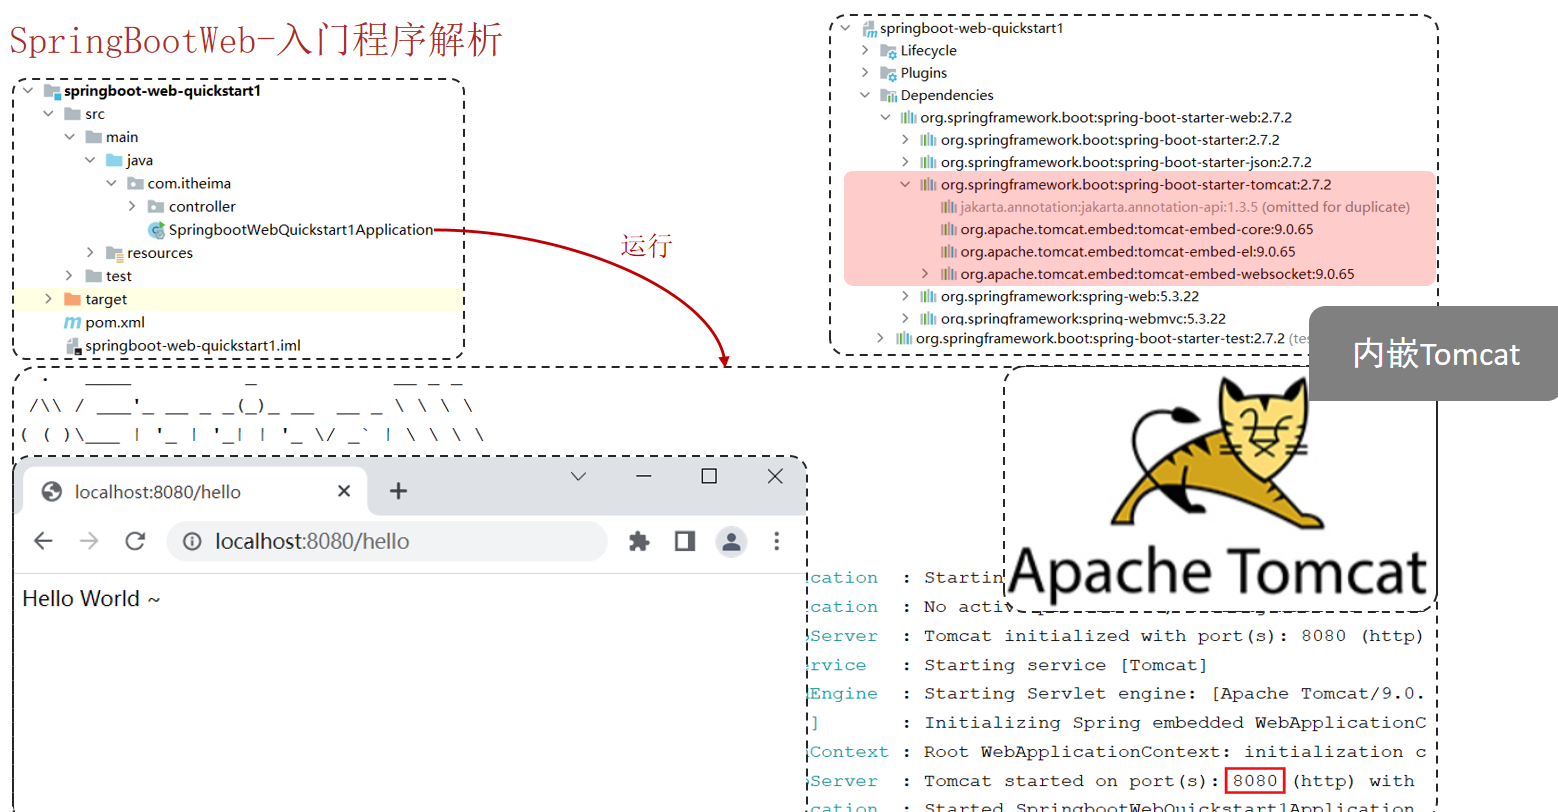 SpringBootWeb-入门程序解析
springboot-web-quickstart1
src
main
java
com.itheima
controller
SpringbootWebQuickstart1Application
resources
test
target
pom.xml
springboot-web-quickstart1.iml
运行
springboot-web-quickstart1
Lifecycle
Plugins
Dependencies
org.springframework.boot:spring-boot-starter-web:2.7.2
org.springframework.boot:spring-boot-starter:2.7.2
org.springframework.boot:spring-boot-starter-json:2.7.2
org.springframework.boot:spring-boot-starter-tomcat:2.7.2
jakarta.annotation:jakarta.annotation-api:1.3.5 (omitted for duplicate)
org.apache.tomcat.embed:tomcat-embed-core:9.0.65
org.apache.tomcat.embed:tomcat-embed-el:9.0.65
org.apache.tomcat.embed:tomcat-embed-websocket:9.0.65
org.springframework:spring-web:5.3.22
org.springframework:spring-webmvc:5.3.22
org.springframework.boot:spring-boot-starter-test:2.7.2 (tes
内嵌Tomcat
Apache Tomcat
localhost:8080/hello
localhost:8080/hello
Hello World ~
cation : Startin
cation : No activ
Server : Tomcat initialized with port(s): 8080 (http)
rvice : Starting service [Tomcat]
Engine : Starting Servlet engine: [Apache Tomcat/9.0.
] : Initializing Spring embedded WebApplicationC
Context : Root WebApplicationContext: initialization c
Server : Tomcat started on port(s): 8080 (http) with
cation : Started SpringbootWebQuickstart1Application